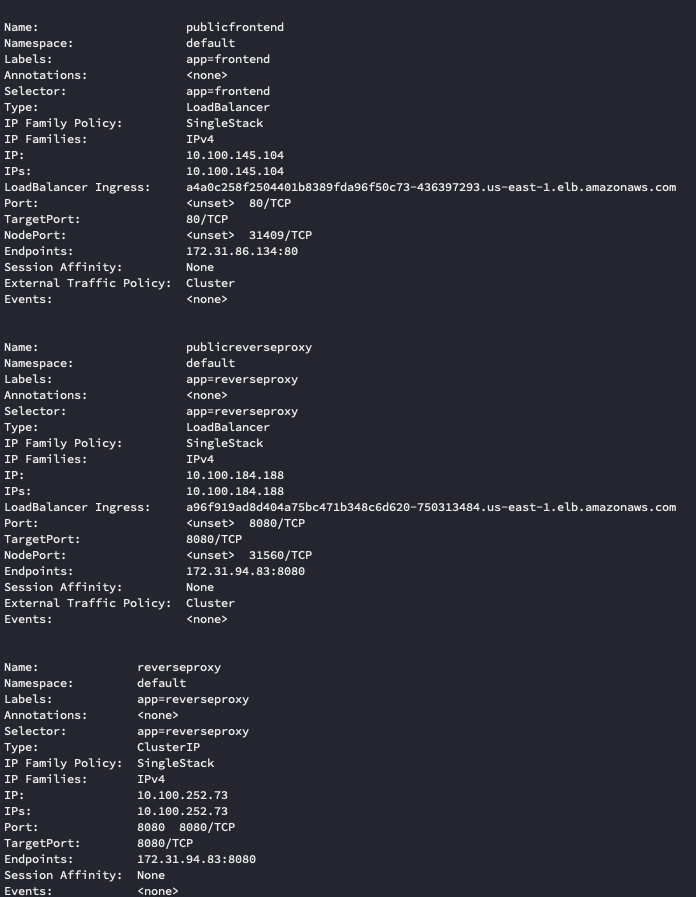 Name:                     publicfrontend
Namespace:                default
Labels:                   app=frontend
Annotations:              <none>
Selector:                 app=frontend
Type:                     LoadBalancer
IP Family Policy:         SingleStack
IP Families:              IPv4
IP:                       10.100.145.104
IPs:                      10.100.145.104
LoadBalancer Ingress:     a4a0c258f2504401b8389fda96f50c73-436397293.us-east-1.elb.amazonaws.com
Port:                     <unset>  80/TCP
TargetPort:               80/TCP
NodePort:                 <unset>  31409/TCP
Endpoints:                172.31.86.134:80
Session Affinity:         None
External Traffic Policy:  Cluster
Events:                   <none>
Name:                     publicreverseproxy
Namespace:                default
Labels:                   app=reverseproxy
Annotations:              <none>
Selector:                 app=reverseproxy
Type:                     LoadBalancer
IP Family Policy:         SingleStack
IP Families:              IPv4
IP:                       10.100.184.188
IPs:                      10.100.184.188
LoadBalancer Ingress:     a96f919ad8d404a75bc471b348c6d620-750313484.us-east-1.elb.amazonaws.com
Port:                     <unset>  8080/TCP
TargetPort:               8080/TCP
NodePort:                 <unset>  31560/TCP
Endpoints:                172.31.94.83:8080
Session Affinity:         None
External Traffic Policy:  Cluster
Events:                   <none>
Name:              reverseproxy
Namespace:         default
Labels:            app=reverseproxy
Annotations:       <none>
Selector:          app=reverseproxy
Type:              ClusterIP
IP Family Policy:  SingleStack
IP Families:       IPv4
IP:                10.100.252.73
IPs:               10.100.252.73
Port:              8080  8080/TCP
TargetPort:        8080/TCP
Endpoints:         172.31.94.83:8080
Session Affinity:  None
Events:            <none>